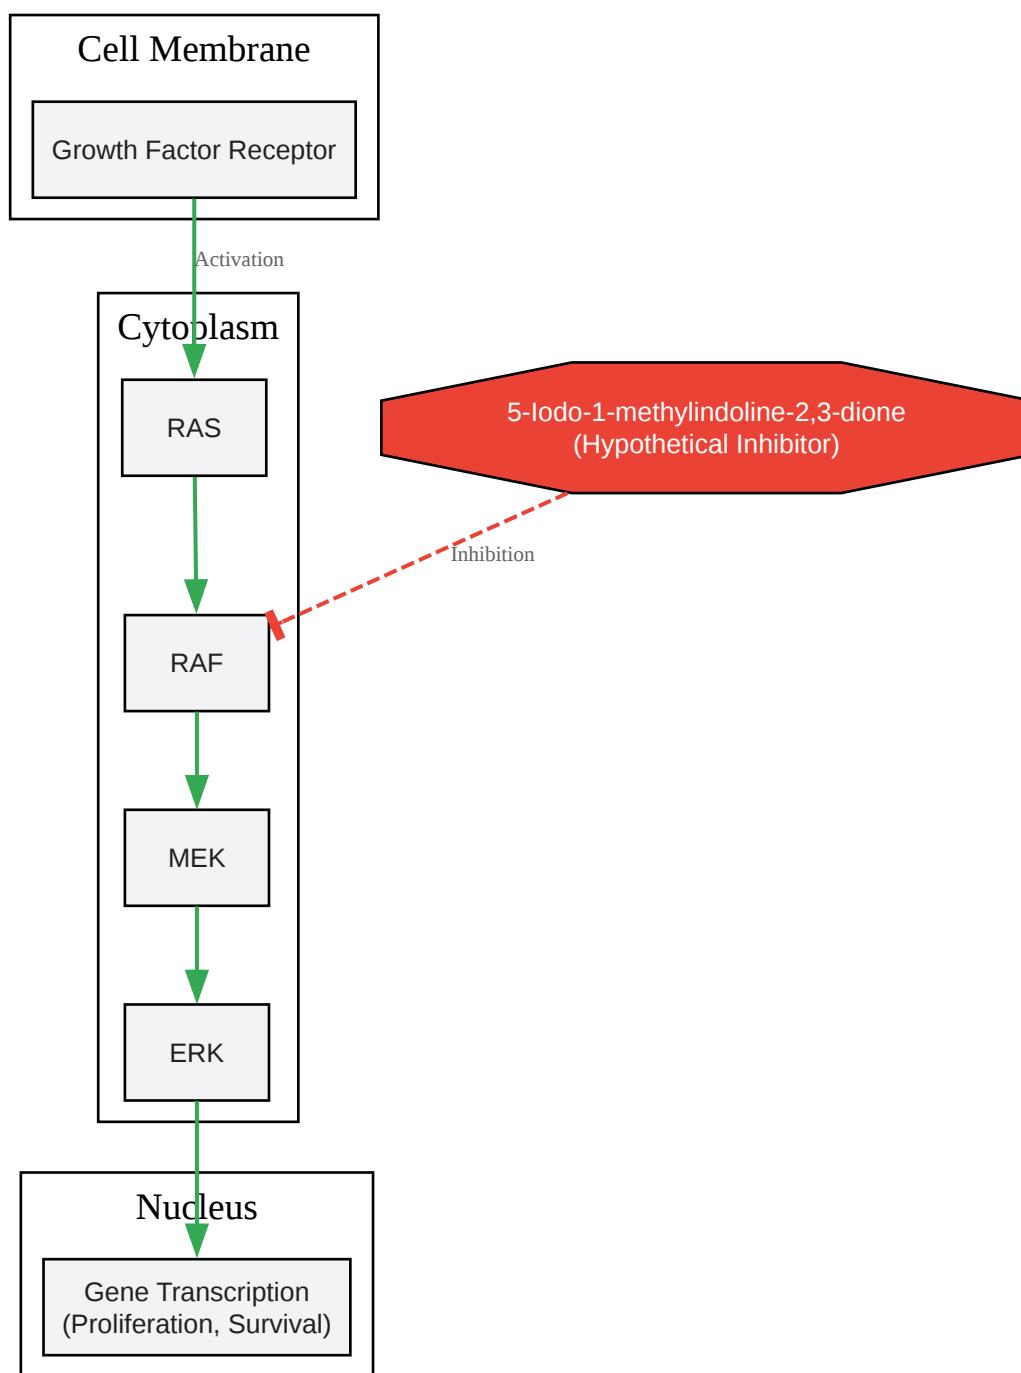 Cell Membrane
Growth Factor Receptor
Activation
Cytoplasm
RAS
5-Iodo-1-methylindoline-2,3-dione
(Hypothetical Inhibitor)
Inhibition
RAF
MEK
ERK
Nucleus
Gene Transcription
(Proliferation, Survival)